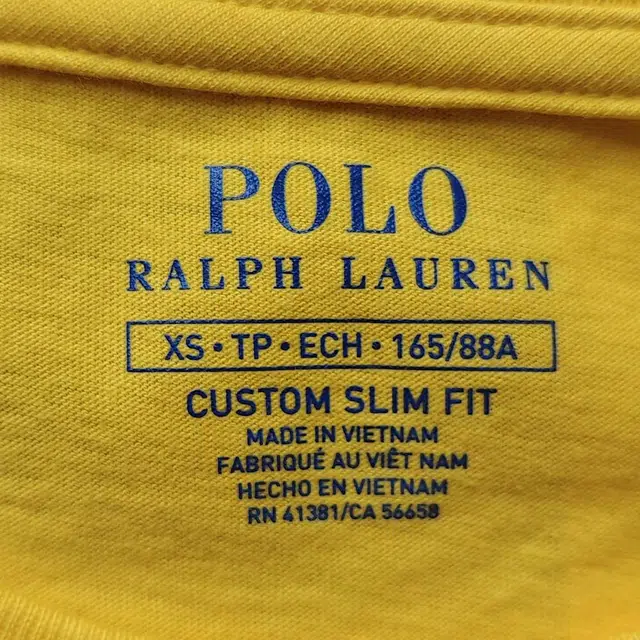 POLO
RALPH LAUREN
XS • TP • ECH • 165/88A
CUSTOM SLIM FIT
MADE IN VIETNAM
FABRIQUÉ AU VIÊT NAM
HECHO EN VIETNAM
RN 41381/CA 56658